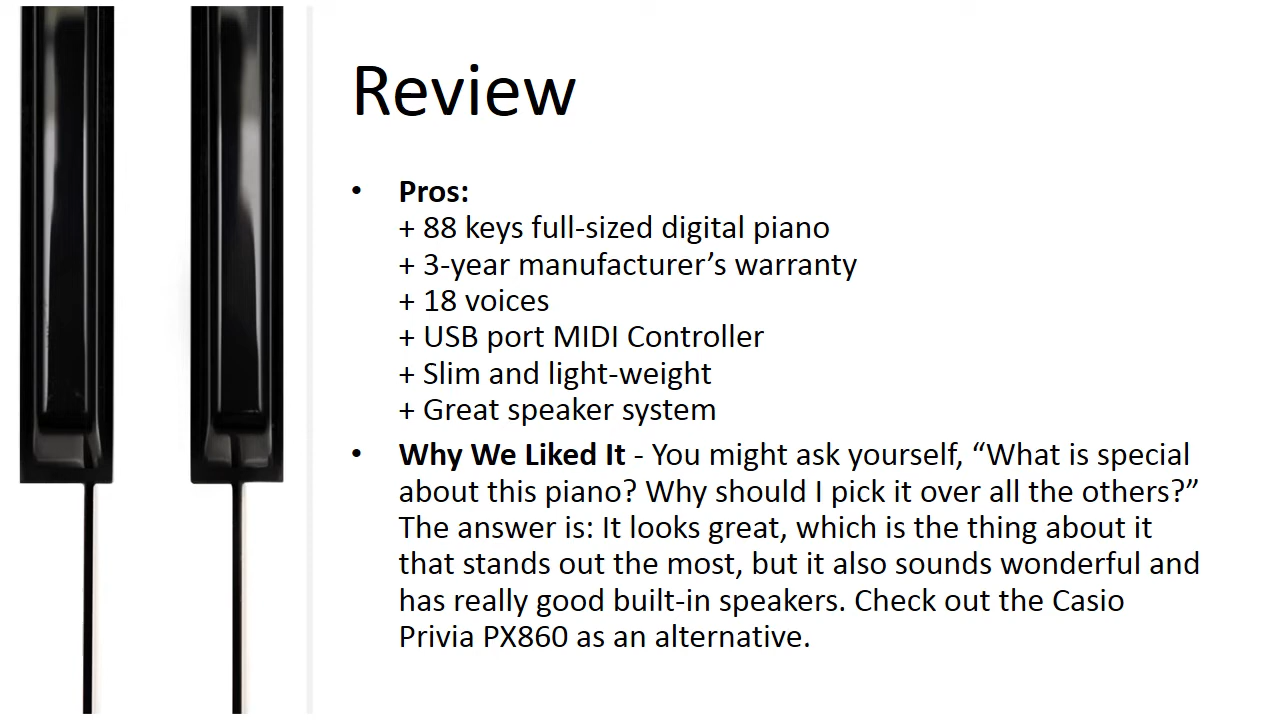 Review
• Pros:
+ 88 keys full-sized digital piano
+ 3-year manufacturer’s warranty
+ 18 voices
+ USB port MIDI Controller
+ Slim and light-weight
+ Great speaker system
• Why We Liked It - You might ask yourself, “What is special
about this piano? Why should I pick it over all the others?”
The answer is: It looks great, which is the thing about it
that stands out the most, but it also sounds wonderful and
has really good built-in speakers. Check out the Casio
Privia PX860 as an alternative.